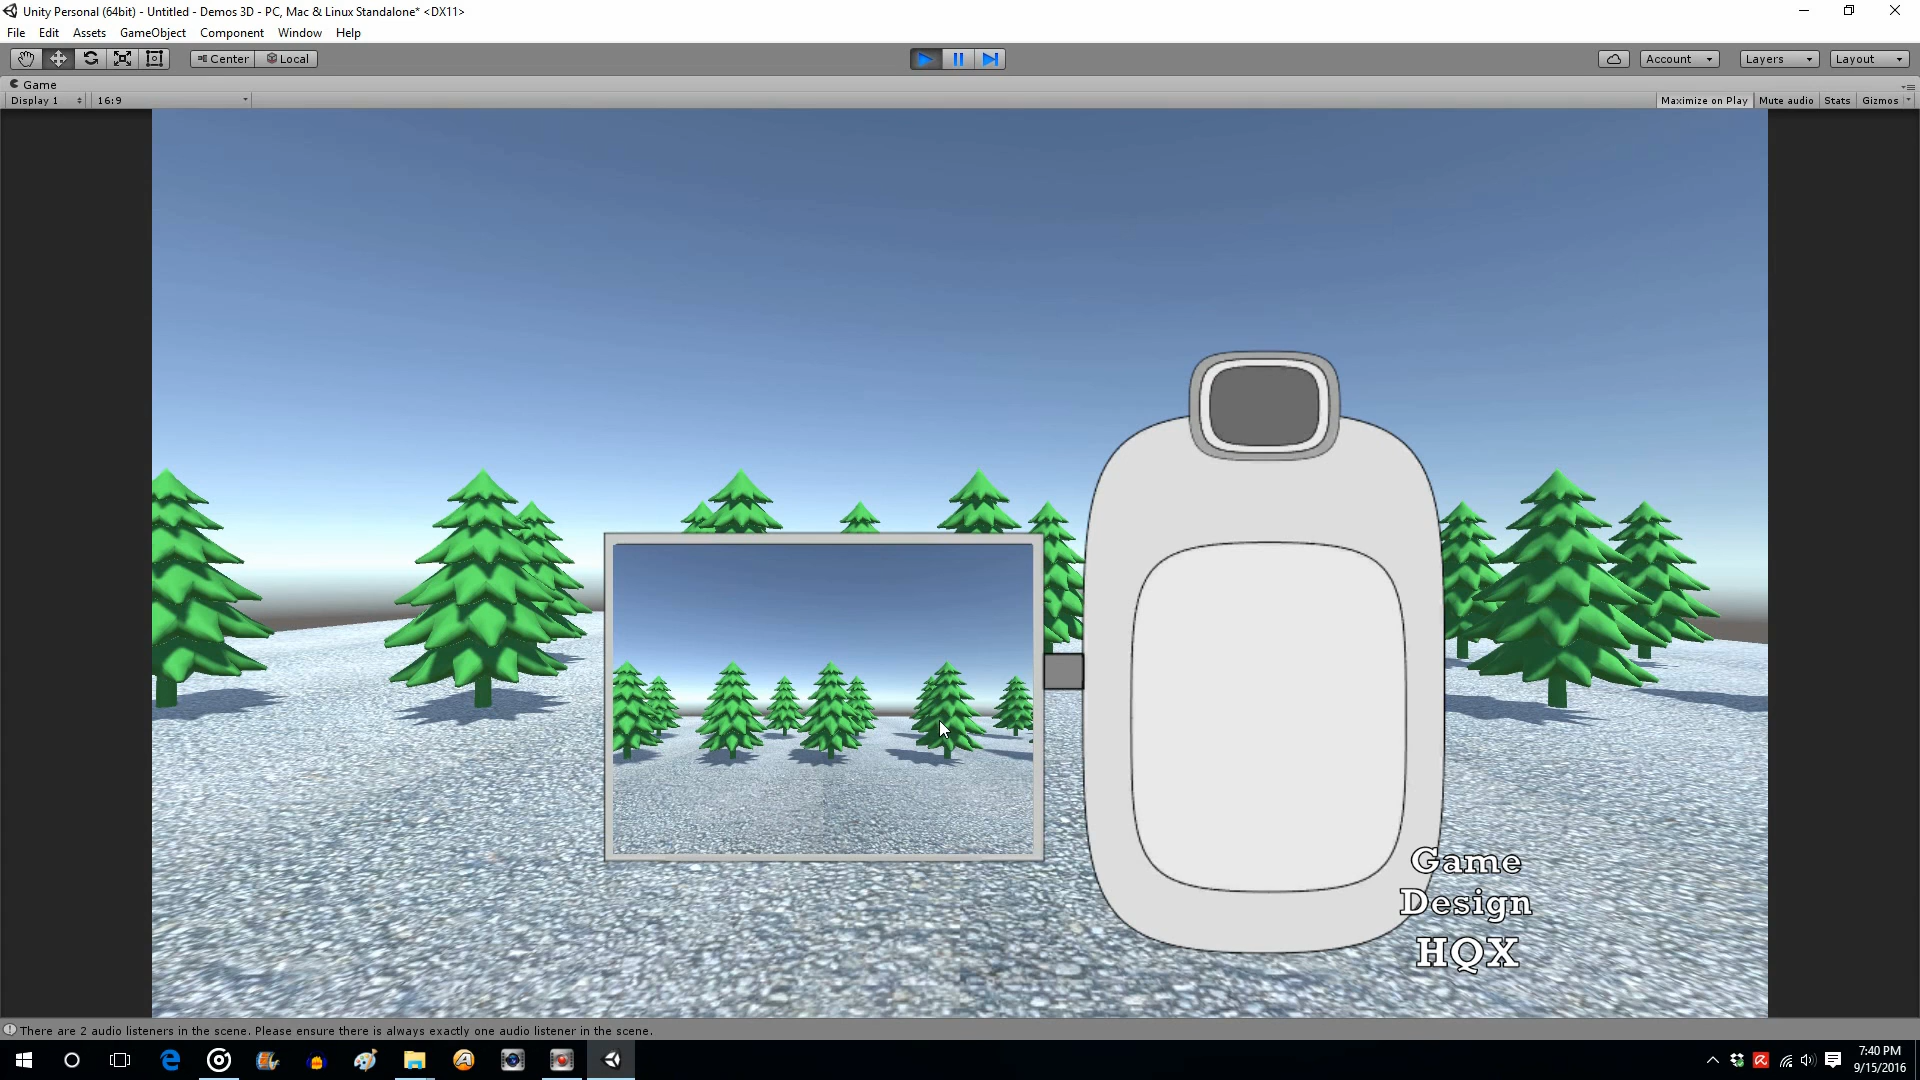 Unity Personal (64bit) - Untitled - Demos 3D - PC, Mac & Linux Standalone* <DX11>
File Edit Assets GameObject Component Window Help
Center Local Account Layers Layout
Game
Display 1 16:9 Maximize on Play Mute audio Stats Gizmos
Game
Design
HQX
There are 2 audio listeners in the scene. Please ensure there is always exactly one audio listener in the scene.
7:40 PM
9/15/2016